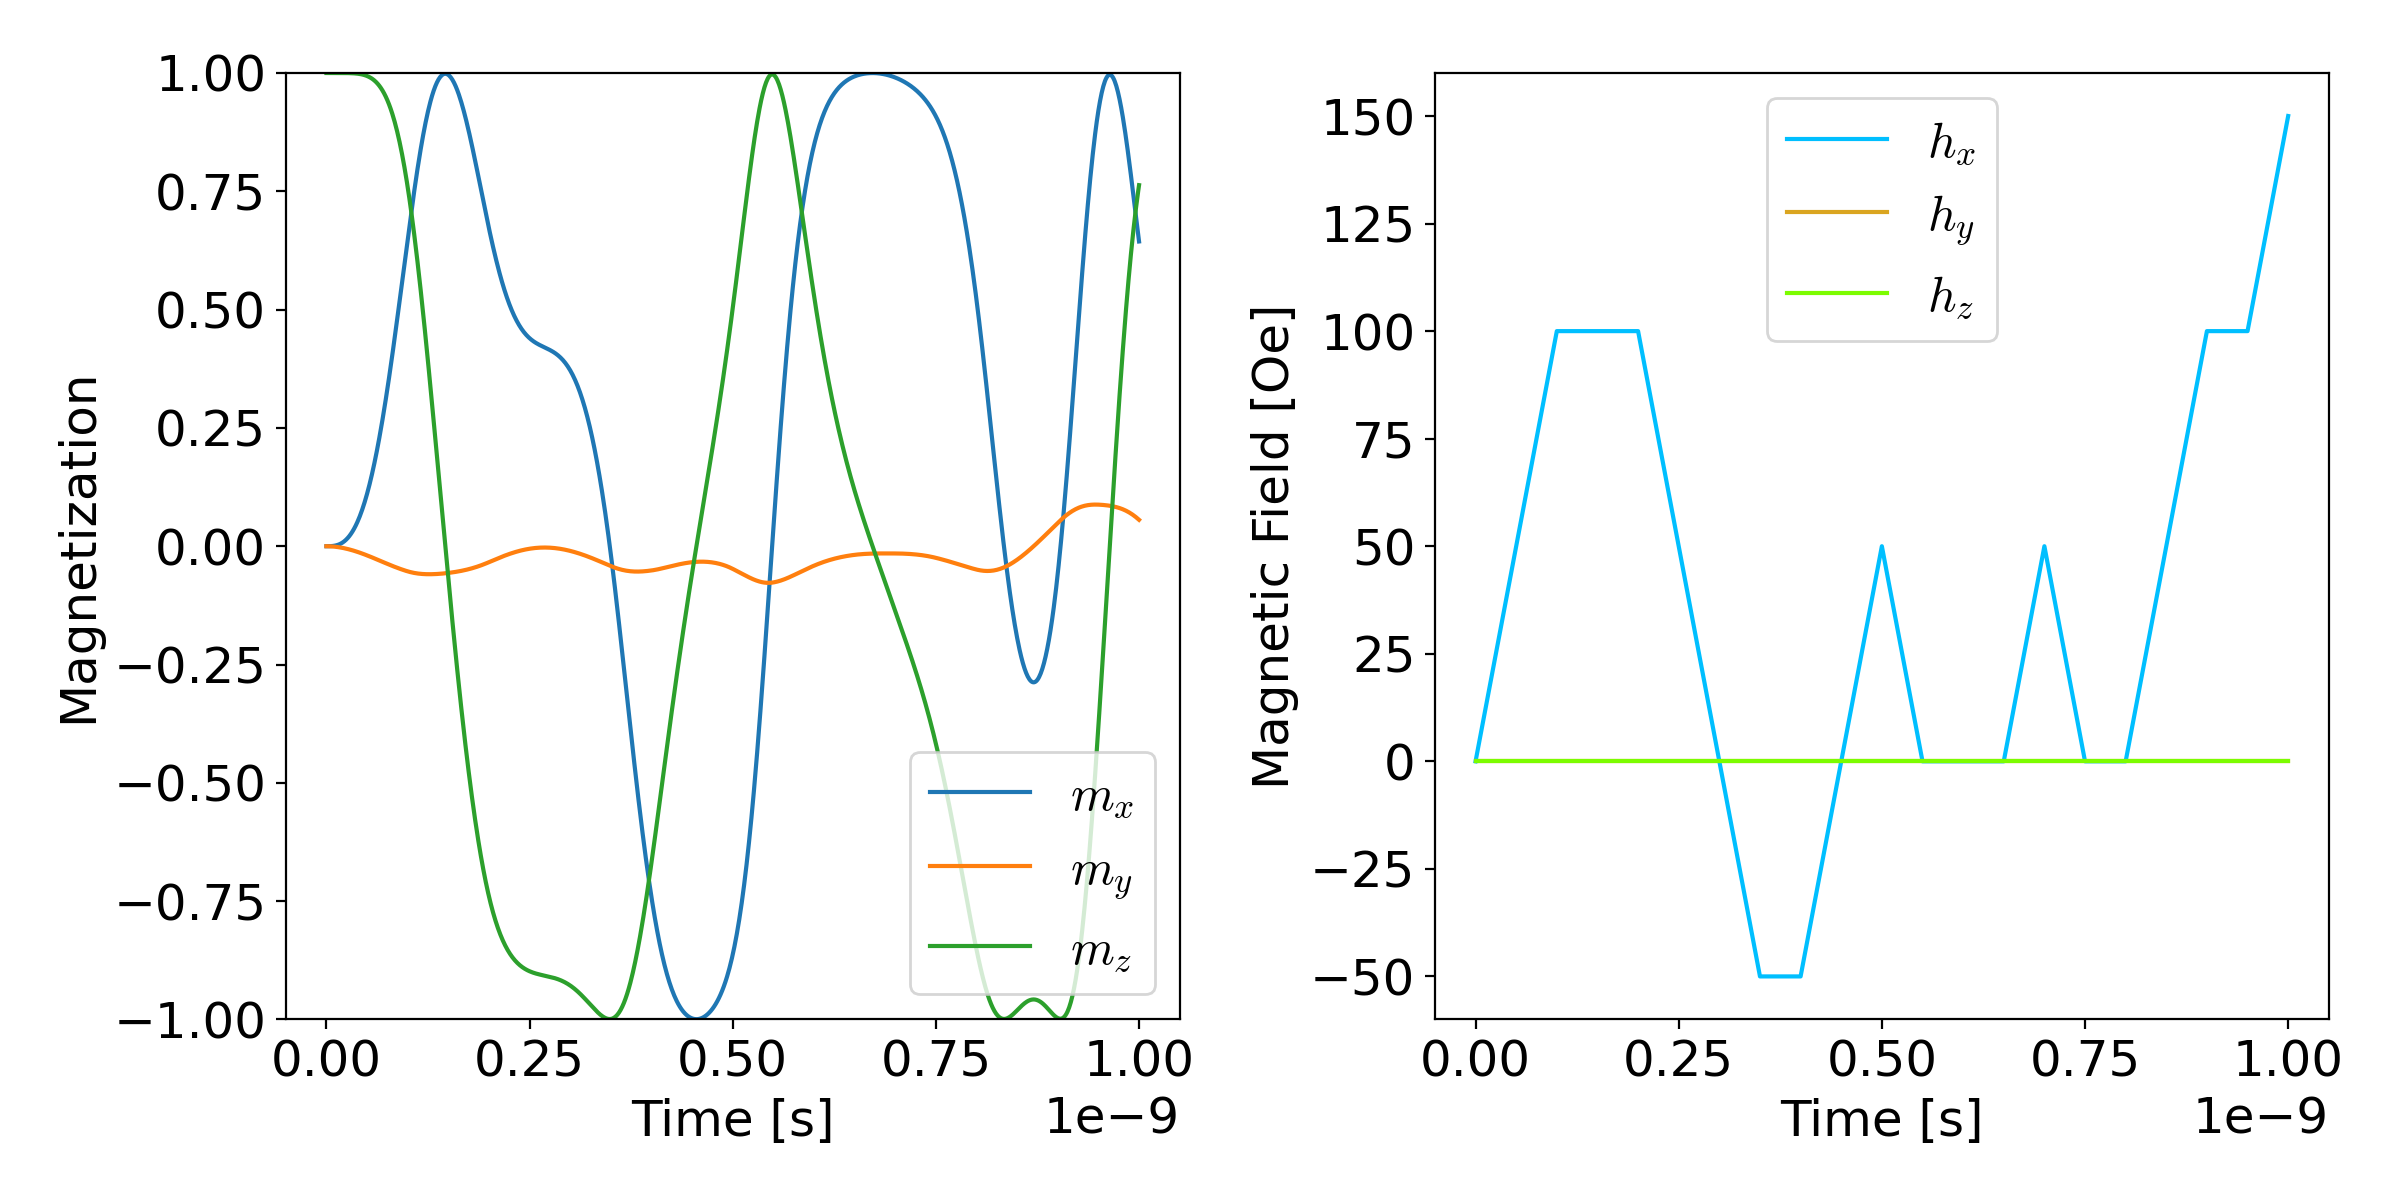 1.00
0.75
0.50
0.25
0.00
−0.25
−0.50
−0.75
−1.00
Magnetization
0.00 0.25 0.50 0.75 1.00
Time [s]
1e−9
m_x
m_y
m_z
150
125
100
75
50
25
0
−25
−50
Magnetic Field [Oe]
0.00 0.25 0.50 0.75 1.00
Time [s]
1e−9
h_x
h_y
h_z